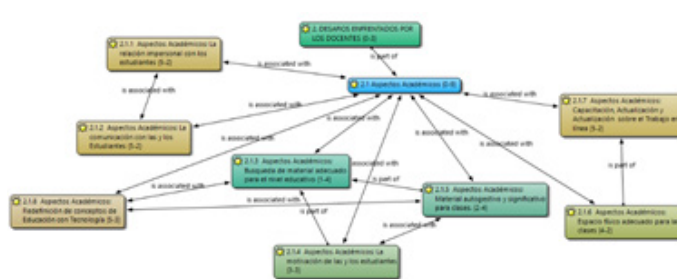 2. DESAFIOS ENFRENTADOS POR
LOS DOCENTES {0-3}
2.1.1 Aspectos Académicos: La
relación impersonal con los
estudiantes {5-2}
is associated with
is part of
2.1 Aspectos Académicos {0-9}
is associated with
is associated with
2.1.7 Aspectos Académicos:
Capacitación, Actualización y
Actualización sobre el Trabajo en
línea {5-2}
is associated with
2.1.2 Aspectos Académicos: La
comunicación con las y los
Estudiantes {5-2}
is associated with
is associated with
is associated with
is associated with
is part of
2.1.3 Aspectos Académicos:
Busqueda de material adecuado
para el nivel educativo {1-4}
associated with
is associated with
is associated with
2.1.5 Aspectos Académicos:
Material autogestivo y significativo
para clases. {2-4}
2.1.8 Aspectos Académicos:
Redefinición de conceptos de
Educación con Tecnología {5-3}
is part of
is associated with
2.1.6 Aspectos Académicos:
Espacio físico adecuado para las
clases {4-2}
is associated with
2.1.4 Aspectos Académicos: La
motivación de las y los estudiantes
{3-3}